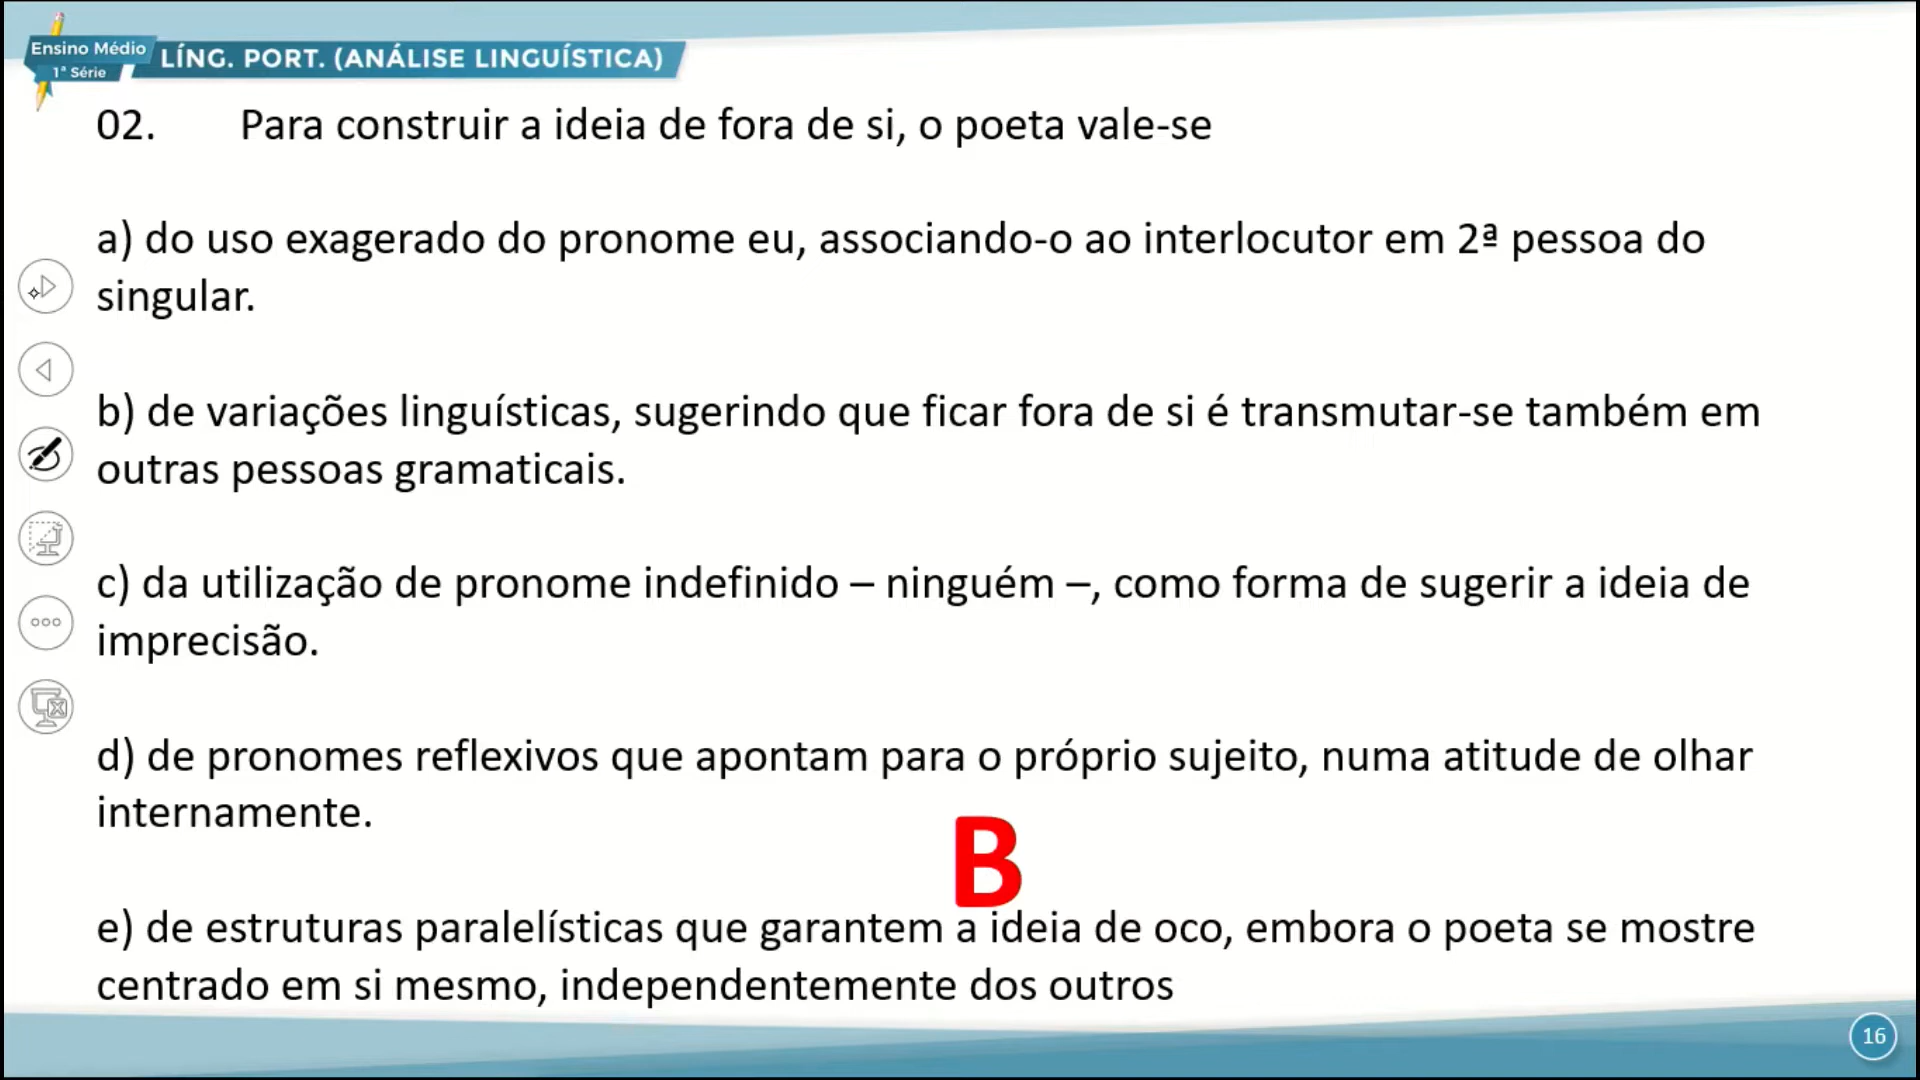 Ensino Médio
1ª Série
LÍNG. PORT. (ANÁLISE LINGUÍSTICA)
02. Para construir a ideia de fora de si, o poeta vale-se
a) do uso exagerado do pronome eu, associando-o ao interlocutor em 2ª pessoa do
singular.
b) de variações linguísticas, sugerindo que ficar fora de si é transmutar-se também em
outras pessoas gramaticais.
c) da utilização de pronome indefinido – ninguém –, como forma de sugerir a ideia de
imprecisão.
d) de pronomes reflexivos que apontam para o próprio sujeito, numa atitude de olhar
internamente.
B
e) de estruturas paralelísticas que garantem a ideia de oco, embora o poeta se mostre
centrado em si mesmo, independentemente dos outros
16